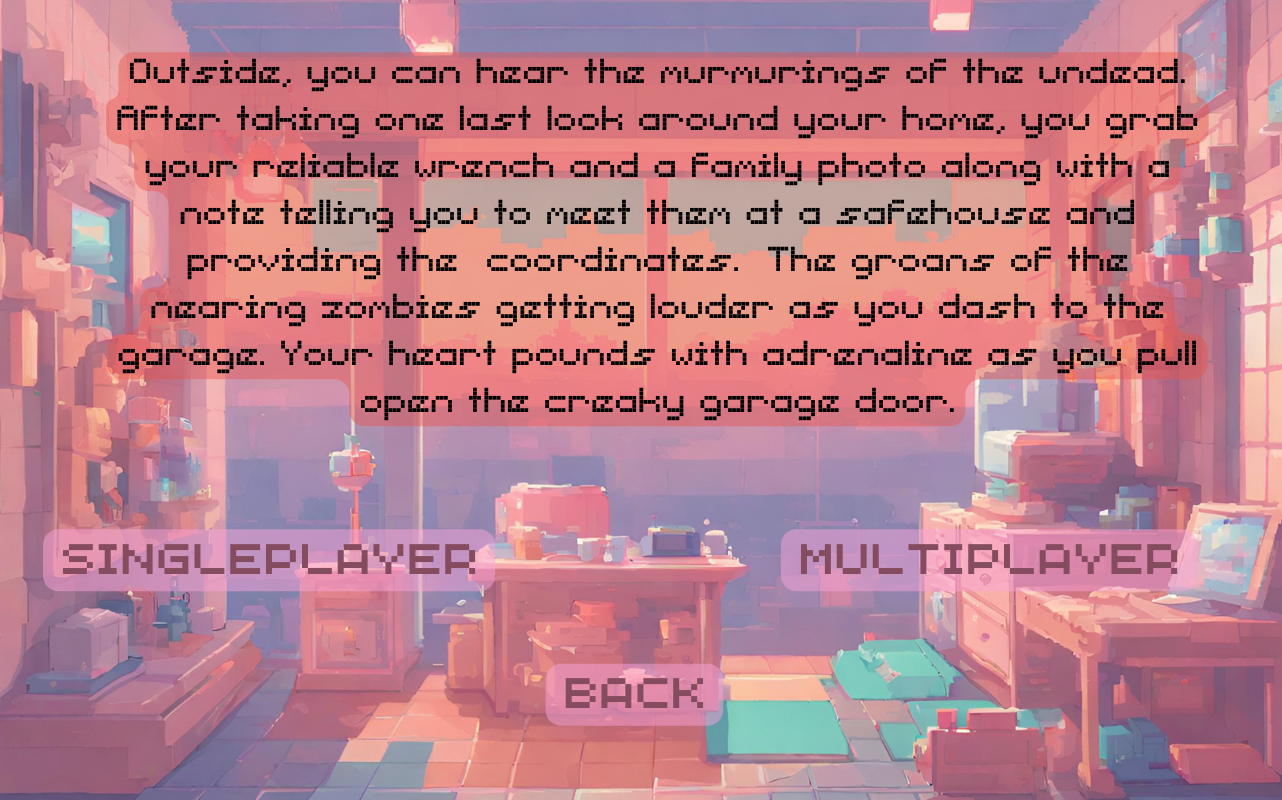 Outside, you can hear the murmurings of the undead.
After taking one last look around your home, you grab
your reliable wrench and a family photo along with a
note telling you to meet them at a safehouse and
providing the  coordinates.  The groans of the
nearing zombies getting louder as you dash to the
garage. Your heart pounds with adrenaline as you pull
open the creaky garage door.
SINGLEPLAYER
MULTIPLAYER
BACK